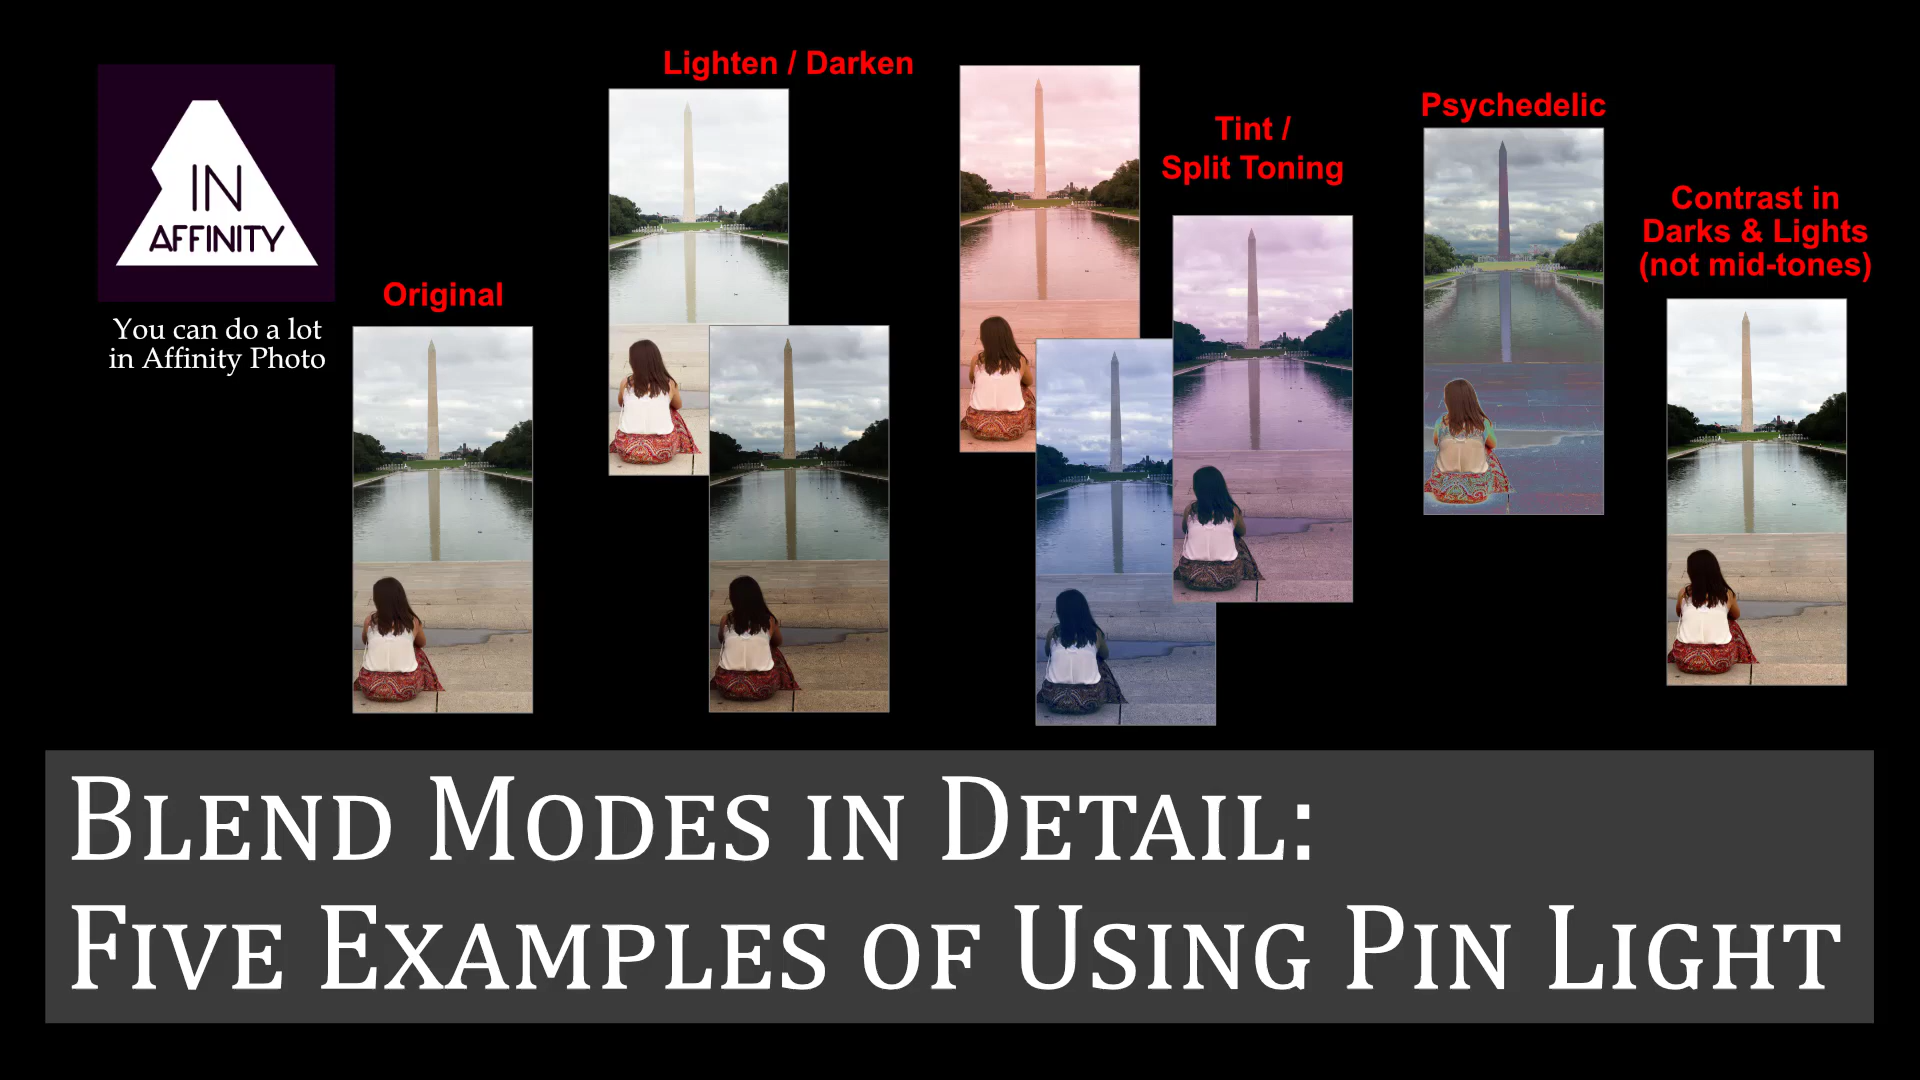 IN
AFFINITY
You can do a lot
in Affinity Photo
Original
Lighten / Darken
Tint /
Split Toning
Psychedelic
Contrast in
Darks & Lights
(not mid-tones)
BLEND MODES IN DETAIL:
FIVE EXAMPLES OF USING PIN LIGHT